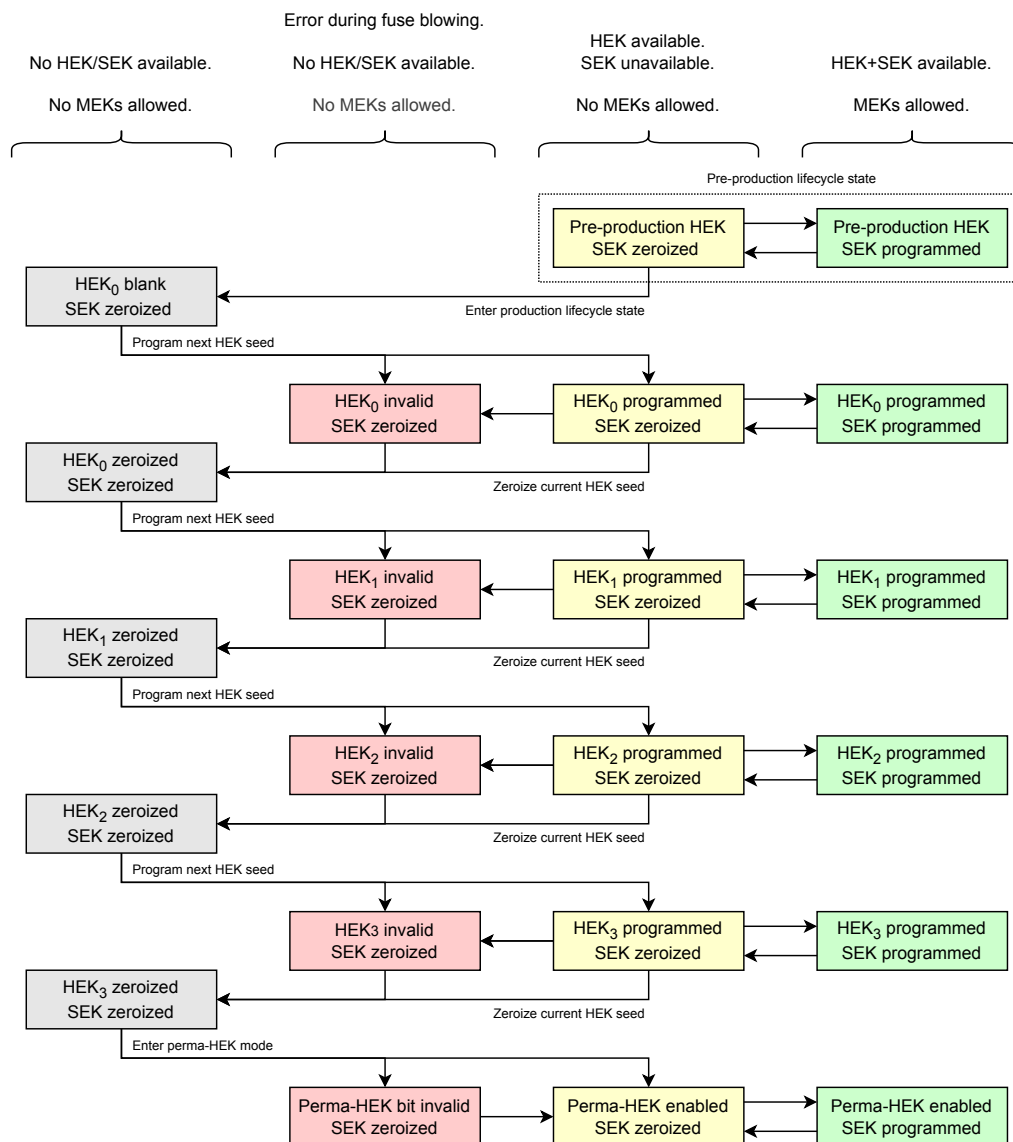 Error during fuse blowing.
No HEK/SEK available.
No MEKs allowed.
No HEK/SEK available.
No MEKs allowed.
HEK available.
SEK unavailable.
No MEKs allowed.
HEK+SEK available.
MEKs allowed.
Pre-production lifecycle state
Pre-production HEK
SEK zeroized
Pre-production HEK
SEK programmed
HEK0 blank
SEK zeroized
Enter production lifecycle state
Program next HEK seed
HEK0 invalid
SEK zeroized
HEK0 programmed
SEK zeroized
HEK0 programmed
SEK programmed
HEK0 zeroized
SEK zeroized
Zeroize current HEK seed
Program next HEK seed
HEK1 invalid
SEK zeroized
HEK1 programmed
SEK zeroized
HEK1 programmed
SEK programmed
HEK1 zeroized
SEK zeroized
Zeroize current HEK seed
Program next HEK seed
HEK2 invalid
SEK zeroized
HEK2 programmed
SEK zeroized
HEK2 programmed
SEK programmed
HEK2 zeroized
SEK zeroized
Zeroize current HEK seed
Program next HEK seed
HEK3 invalid
SEK zeroized
HEK3 programmed
SEK zeroized
HEK3 programmed
SEK programmed
HEK3 zeroized
SEK zeroized
Zeroize current HEK seed
Enter perma-HEK mode
Perma-HEK bit invalid
SEK zeroized
Perma-HEK enabled
SEK zeroized
Perma-HEK enabled
SEK programmed